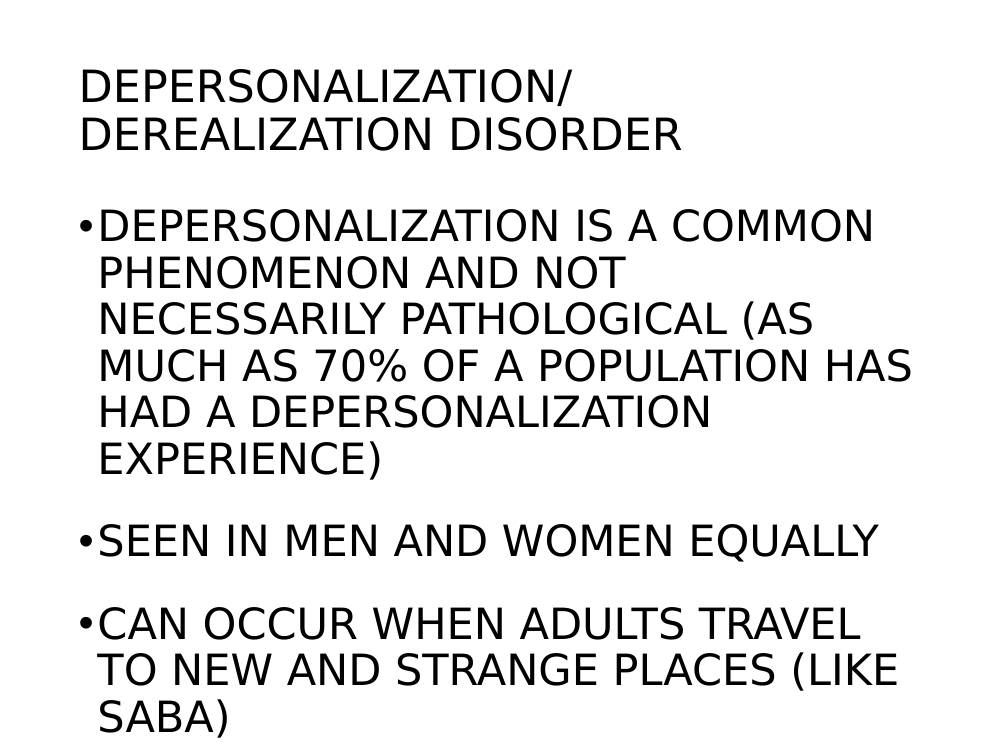 DEPERSONALIZATION/
DEREALIZATION DISORDER
•DEPERSONALIZATION IS A COMMON
PHENOMENON AND NOT
NECESSARILY PATHOLOGICAL (AS
MUCH AS 70% OF A POPULATION HAS
HAD A DEPERSONALIZATION
EXPERIENCE)
•SEEN IN MEN AND WOMEN EQUALLY
•CAN OCCUR WHEN ADULTS TRAVEL
TO NEW AND STRANGE PLACES (LIKE
SABA)